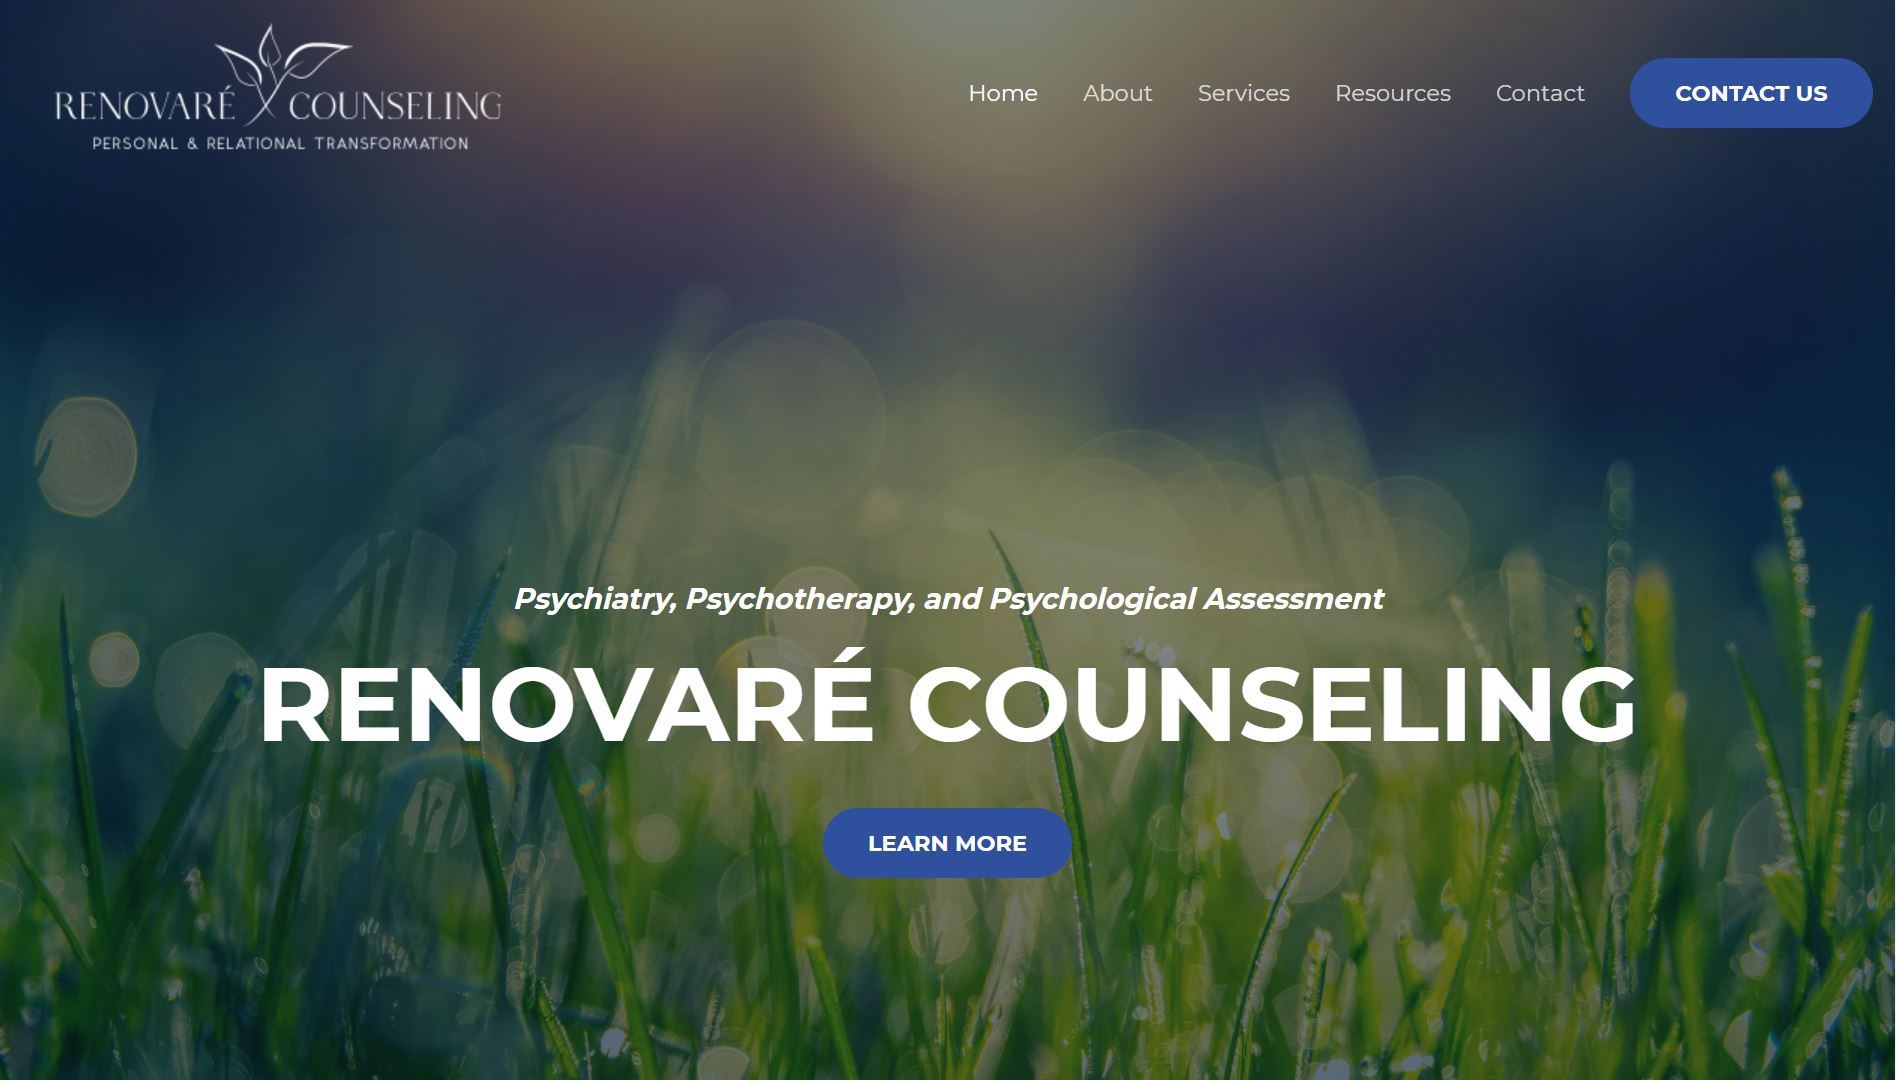 RENOVARÉ COUNSELING
PERSONAL & RELATIONAL TRANSFORMATION
Home
About
Services
Resources
Contact
CONTACT US
Psychiatry, Psychotherapy, and Psychological Assessment
RENOVARÉ COUNSELING
LEARN MORE